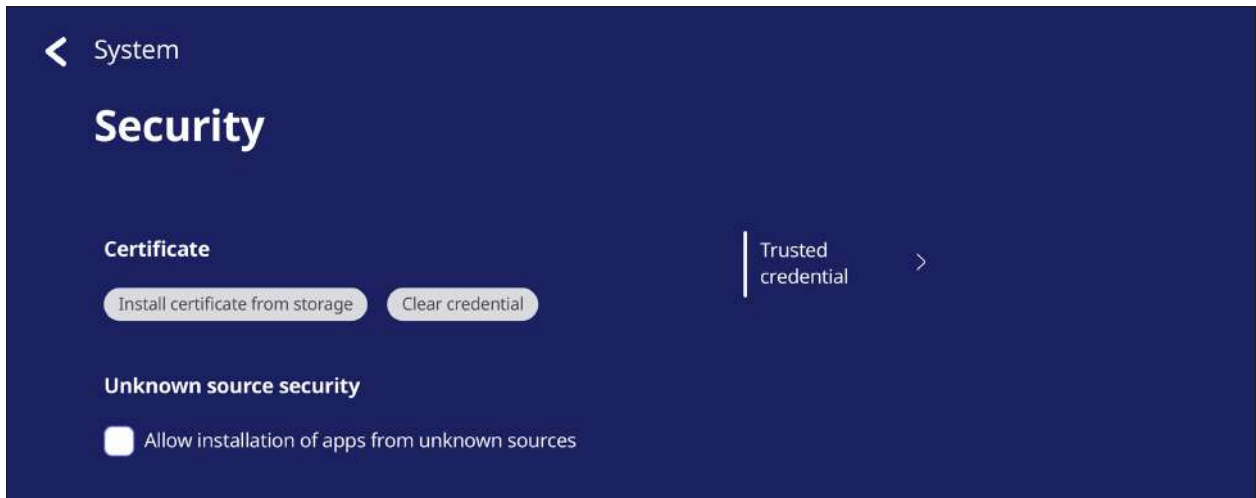 System
Security
Certificate
Trusted
credential
Install certificate from storage
Clear credential
Unknown source security
Allow installation of apps from unknown sources